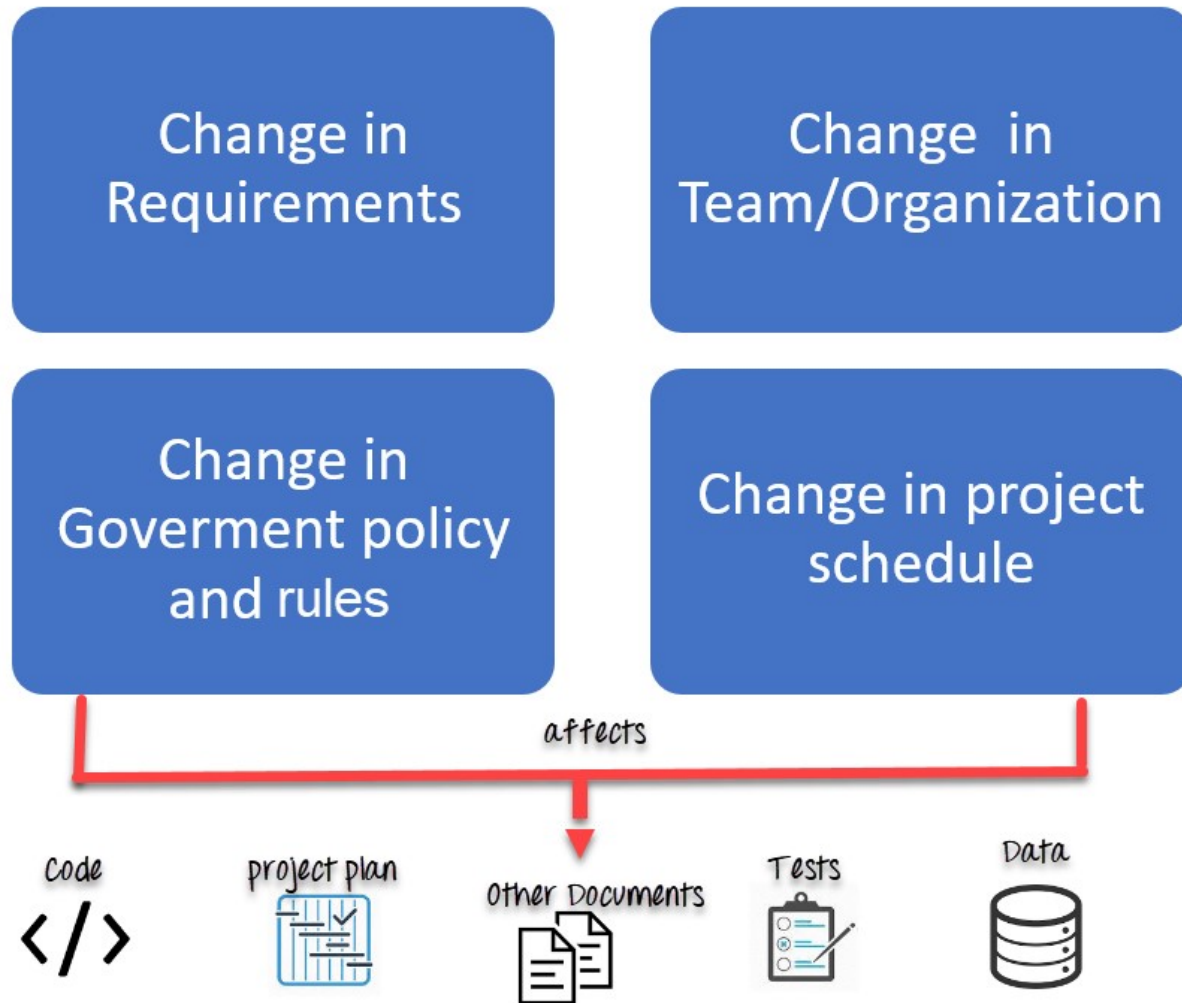 Change in
Requirements
Change in
Team/Organization
Change in
Goverment policy
and rules
Change in project
schedule
affects
Code
project plan
Other Documents
Tests
Data